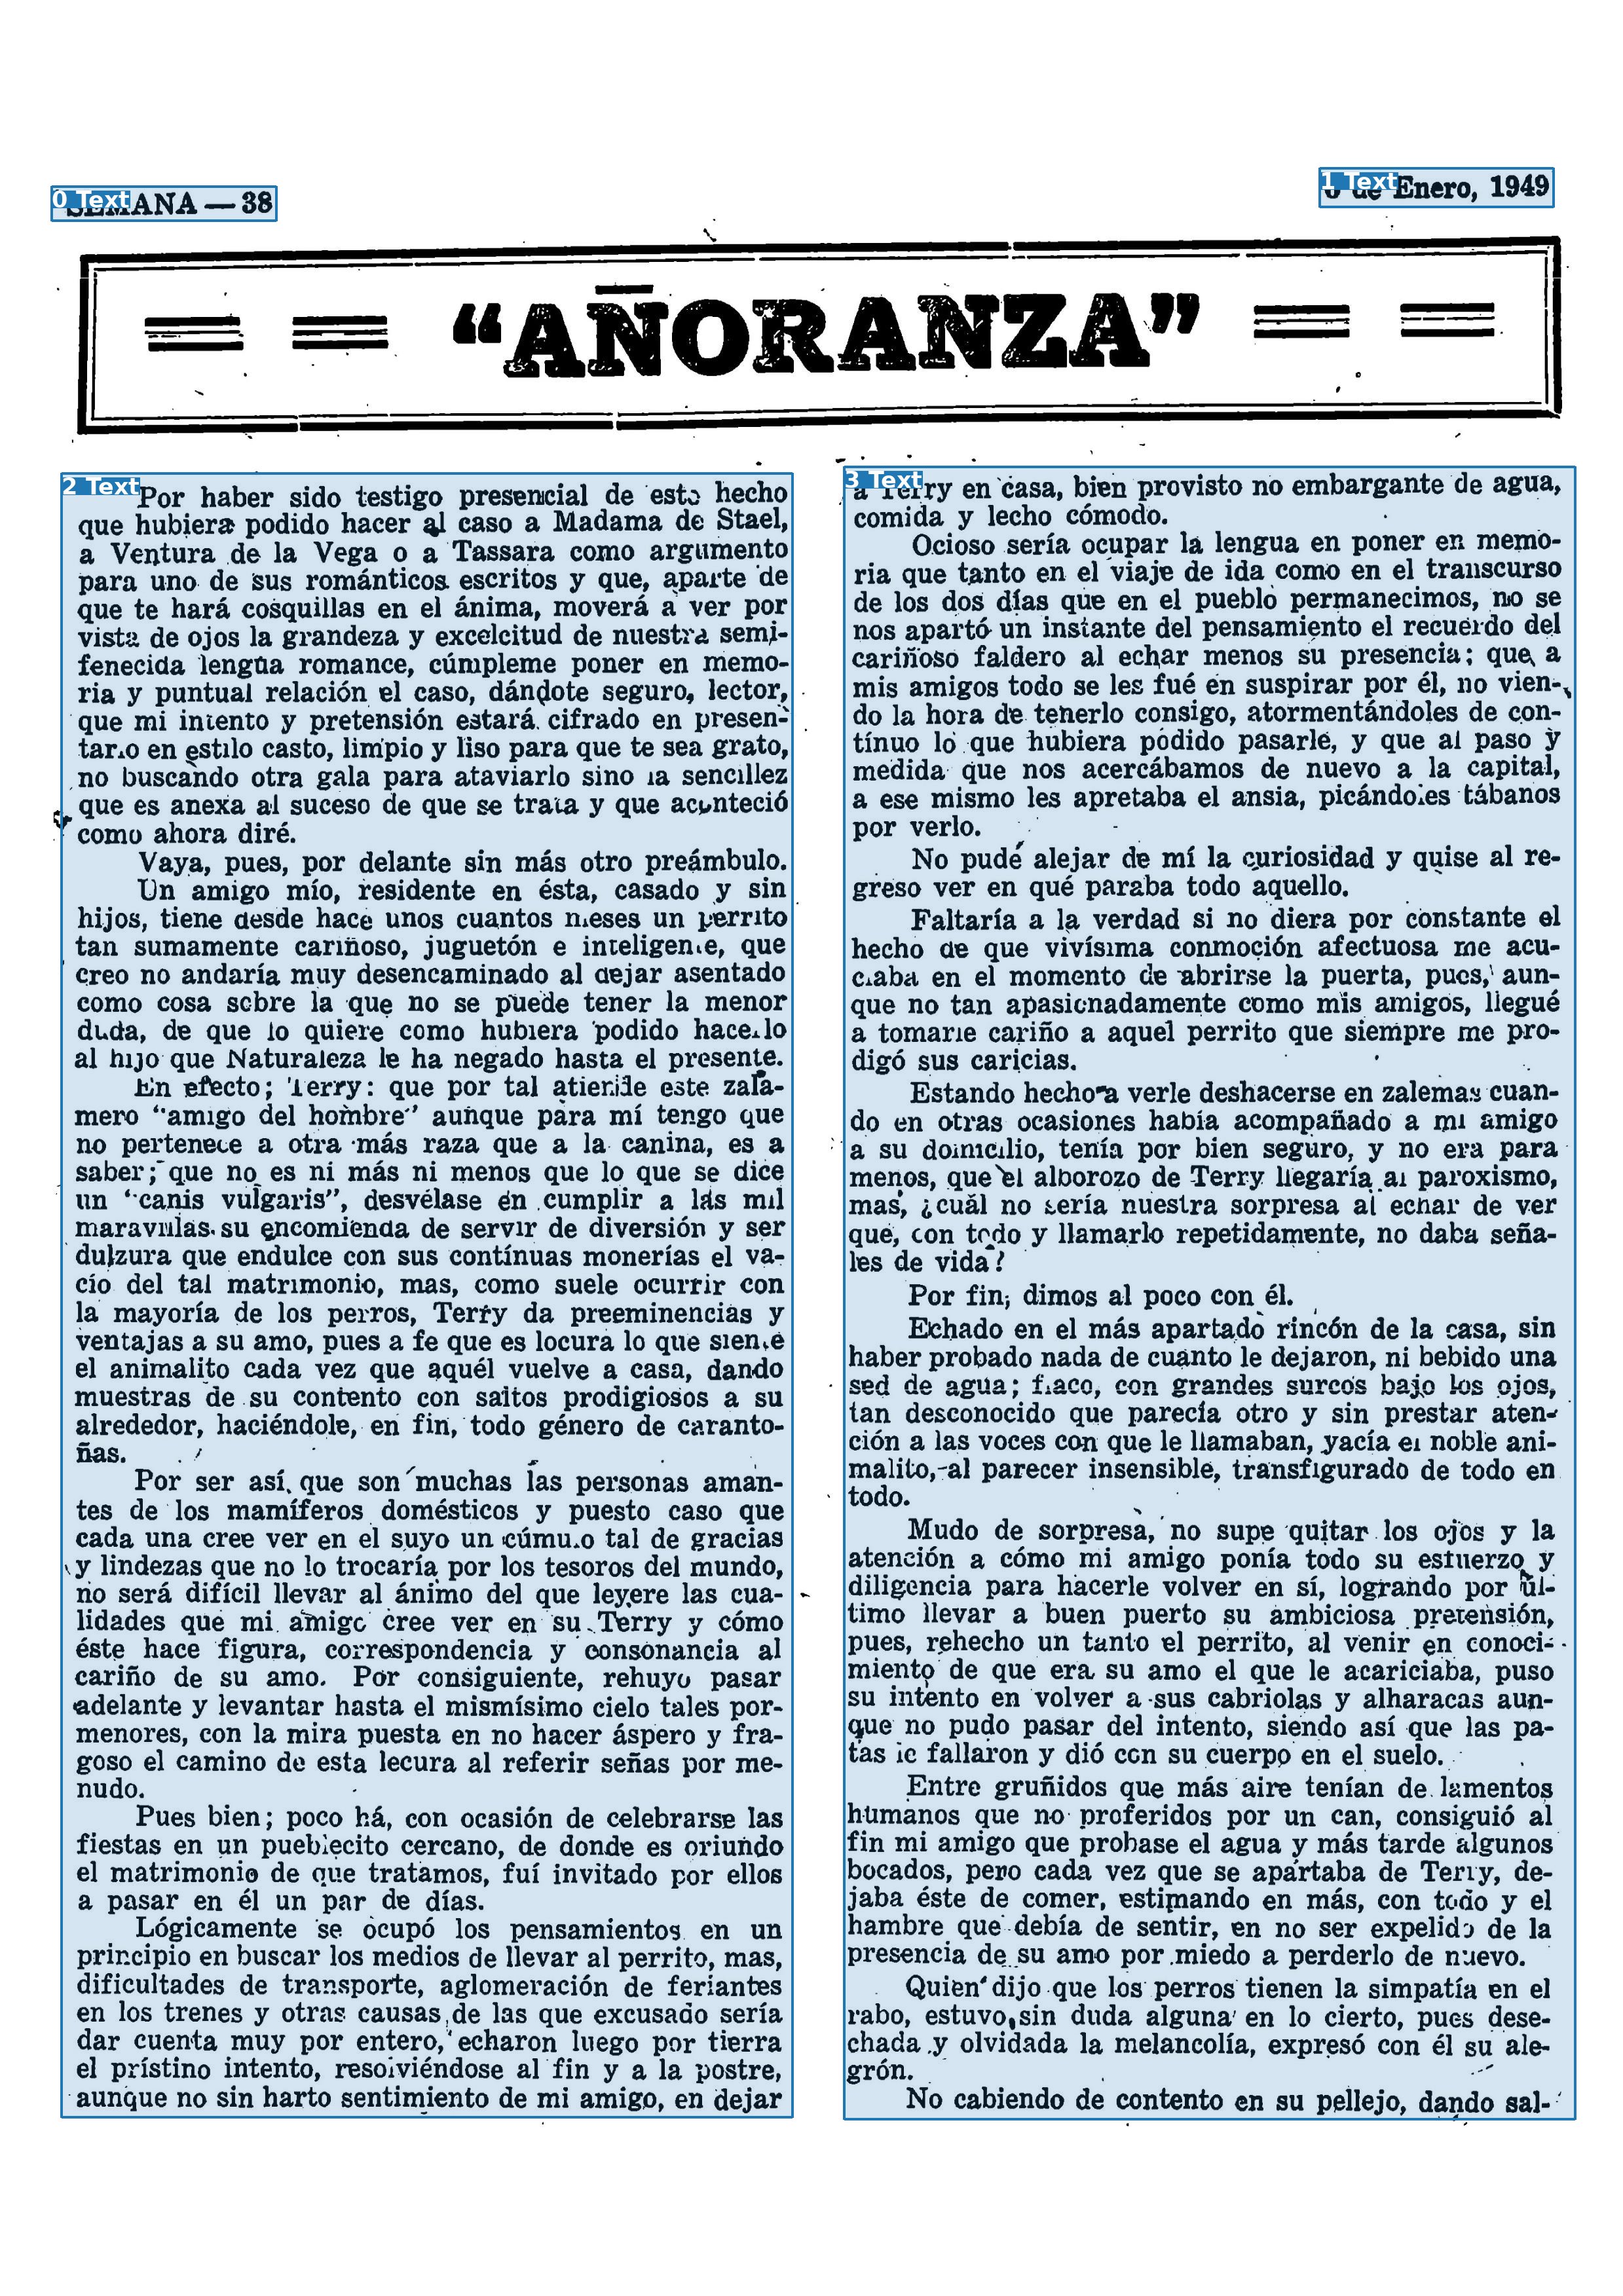 SEMANA — 38
de Enero, 1949
“AÑORANZA”
Por haber sido testigo presencial de este hecho
que hubiera podido hacer al caso a Madama de Stael,
a Ventura de la Vega o a Tassara como argumento
para uno de sus románticos escritos y que, aparte de
que te hará cosquillas en el ánima, moverá a ver por
vista de ojos la grandeza y excelcitud de nuestra semi-
fenecida lengua romance, cúmpleme poner en memo-
ria y puntual relación el caso, dándote seguro, lector,
que mi intento y pretensión estará cifrado en presen-
tarlo en estilo casto, limpio y liso para que te sea grato,
no buscando otra gala para ataviarlo sino la sencillez
que es anexa al suceso de que se trata y que aconteció
como ahora diré.
Vaya, pues, por delante sin más otro preámbulo.
Un amigo mío, residente en ésta, casado y sin
hijos, tiene desde hace unos cuantos meses un perrito
tan sumamente cariñoso, juguetón e inteligente, que
creo no andaría muy desencaminado al dejar asentado
como cosa sobre la que no se puede tener la menor
duda, de que lo quiere como hubiera podido hacerlo
al hijo que Naturaleza le ha negado hasta el presente.
En efecto; Terry: que por tal atiende este zala-
mero “amigo del hombre” aunque para mí tengo que
no pertenece a otra más raza que a la canina, es a
saber; que no es ni más ni menos que lo que se dice
un “canis vulgaris”, desvélase en cumplir a las mil
maravillas su encomienda de servir de diversión y ser
dulzura que endulce con sus contínuas monerías el va-
cío del tal matrimonio, mas, como suele ocurrir con
la mayoría de los perros, Terry da preeminencias y
ventajas a su amo, pues a fe que es locura lo que siente
el animalito cada vez que aquél vuelve a casa, dando
muestras de su contento con saltos prodigiosos a su
alrededor, haciéndole, en fin, todo género de caranto-
ñas.
Por ser así, que son muchas las personas aman-
tes de los mamíferos domésticos y puesto caso que
cada una cree ver en el suyo un cúmulo tal de gracias
y lindezas que no lo trocaría por los tesoros del mundo,
no será difícil llevar al ánimo del que leyere las cua-
lidades que mi amigo cree ver en su Terry y cómo
éste hace figura, correspondencia y consonancia al
cariño de su amo. Por consiguiente, rehuyo pasar
adelante y levantar hasta el mismísimo cielo tales por-
menores, con la mira puesta en no hacer áspero y fra-
goso el camino de esta lecura al referir señas por me-
nudo.
Pues bien; poco há, con ocasión de celebrarse las
fiestas en un pueblecito cercano, de donde es oriundo
el matrimonio de que tratamos, fuí invitado por ellos
a pasar en él un par de días.
Lógicamente se ocupó los pensamientos en un
principio en buscar los medios de llevar al perrito, mas,
dificultades de transporte, aglomeración de feriantes
en los trenes y otras causas de las que excusado sería
dar cuenta muy por entero, echaron luego por tierra
el prístino intento, resolviéndose al fin y a la postre,
aunque no sin harto sentimiento de mi amigo, en dejar
a Terry en casa, bien provisto no embargante de agua,
comida y lecho cómodo.
Ocioso sería ocupar la lengua en poner en memo-
ria que tanto en el viaje de ida como en el transcurso
de los dos días que en el pueblo permanecimos, no se
nos apartó un instante del pensamiento el recuerdo del
cariñoso faldero al echar menos su presencia; que a
mis amigos todo se les fué en suspirar por él, no vien-
do la hora de tenerlo consigo, atormentándoles de con-
tínuo lo que hubiera pódido pasarle, y que al paso y
medida que nos acercábamos de nuevo a la capital,
a ese mismo les apretaba el ansia, picándoles tábanos
por verlo.
No pude alejar de mí la curiosidad y quise al re-
greso ver en qué paraba todo aquello.
Faltaría a la verdad si no diera por constante el
hecho de que vivísima conmoción afectuosa me acu-
ciaba en el momento de abrirse la puerta, pues, aun-
que no tan apasionadamente como mis amigos, llegué
a tomarle cariño a aquel perrito que siempre me pro-
digó sus caricias.
Estando hecho a verle deshacerse en zalemas cuan-
do en otras ocasiones había acompañado a mi amigo
a su domicilio, tenía por bien seguro, y no era para
menos, que el alborozo de Terry llegaría al paroxismo,
mas, ¿cuál no sería nuestra sorpresa al echar de ver
que, con todo y llamarlo repetidamente, no daba seña-
les de vida?
Por fin, dimos al poco con él.
Echado en el más apartado rincón de la casa, sin
haber probado nada de cuanto le dejaron, ni bebido una
sed de agua; flaco, con grandes surcos bajo los ojos,
tan desconocido que parecía otro y sin prestar aten-
ción a las voces con que le llamaban, yacía el noble ani-
malito, al parecer insensible, transfigurado de todo en
todo.
Mudo de sorpresa, no supe quitar los ojos y la
atención a cómo mi amigo ponía todo su esfuerzo y
diligencia para hacerle volver en sí, logrando por úl-
timo llevar a buen puerto su ambiciosa pretensión,
pues, rehecho un tanto el perrito, al venir en conoci-
miento de que era su amo el que le acariciaba, puso
su intento en volver a sus cabriolas y alharacas aun-
que no pudo pasar del intento, siendo así que las pa-
tas le fallaron y dió con su cuerpo en el suelo.
Entre gruñidos que más aire tenían de lamentos
humanos que no proferidos por un can, consiguió al
fin mi amigo que probase el agua y más tarde algunos
bocados, pero cada vez que se apartaba de Terry, de-
jaba éste de comer, estimando en más, con todo y el
hambre que debía de sentir, en no ser expelido de la
presencia de su amo por miedo a perderlo de nuevo.
Quien dijo que los perros tienen la simpatía en el
rabo, estuvo sin duda alguna en lo cierto, pues dese-
chada y olvidada la melancolía, expresó con él su ale-
grón.
No cabiendo de contento en su pellejo, dando sal-